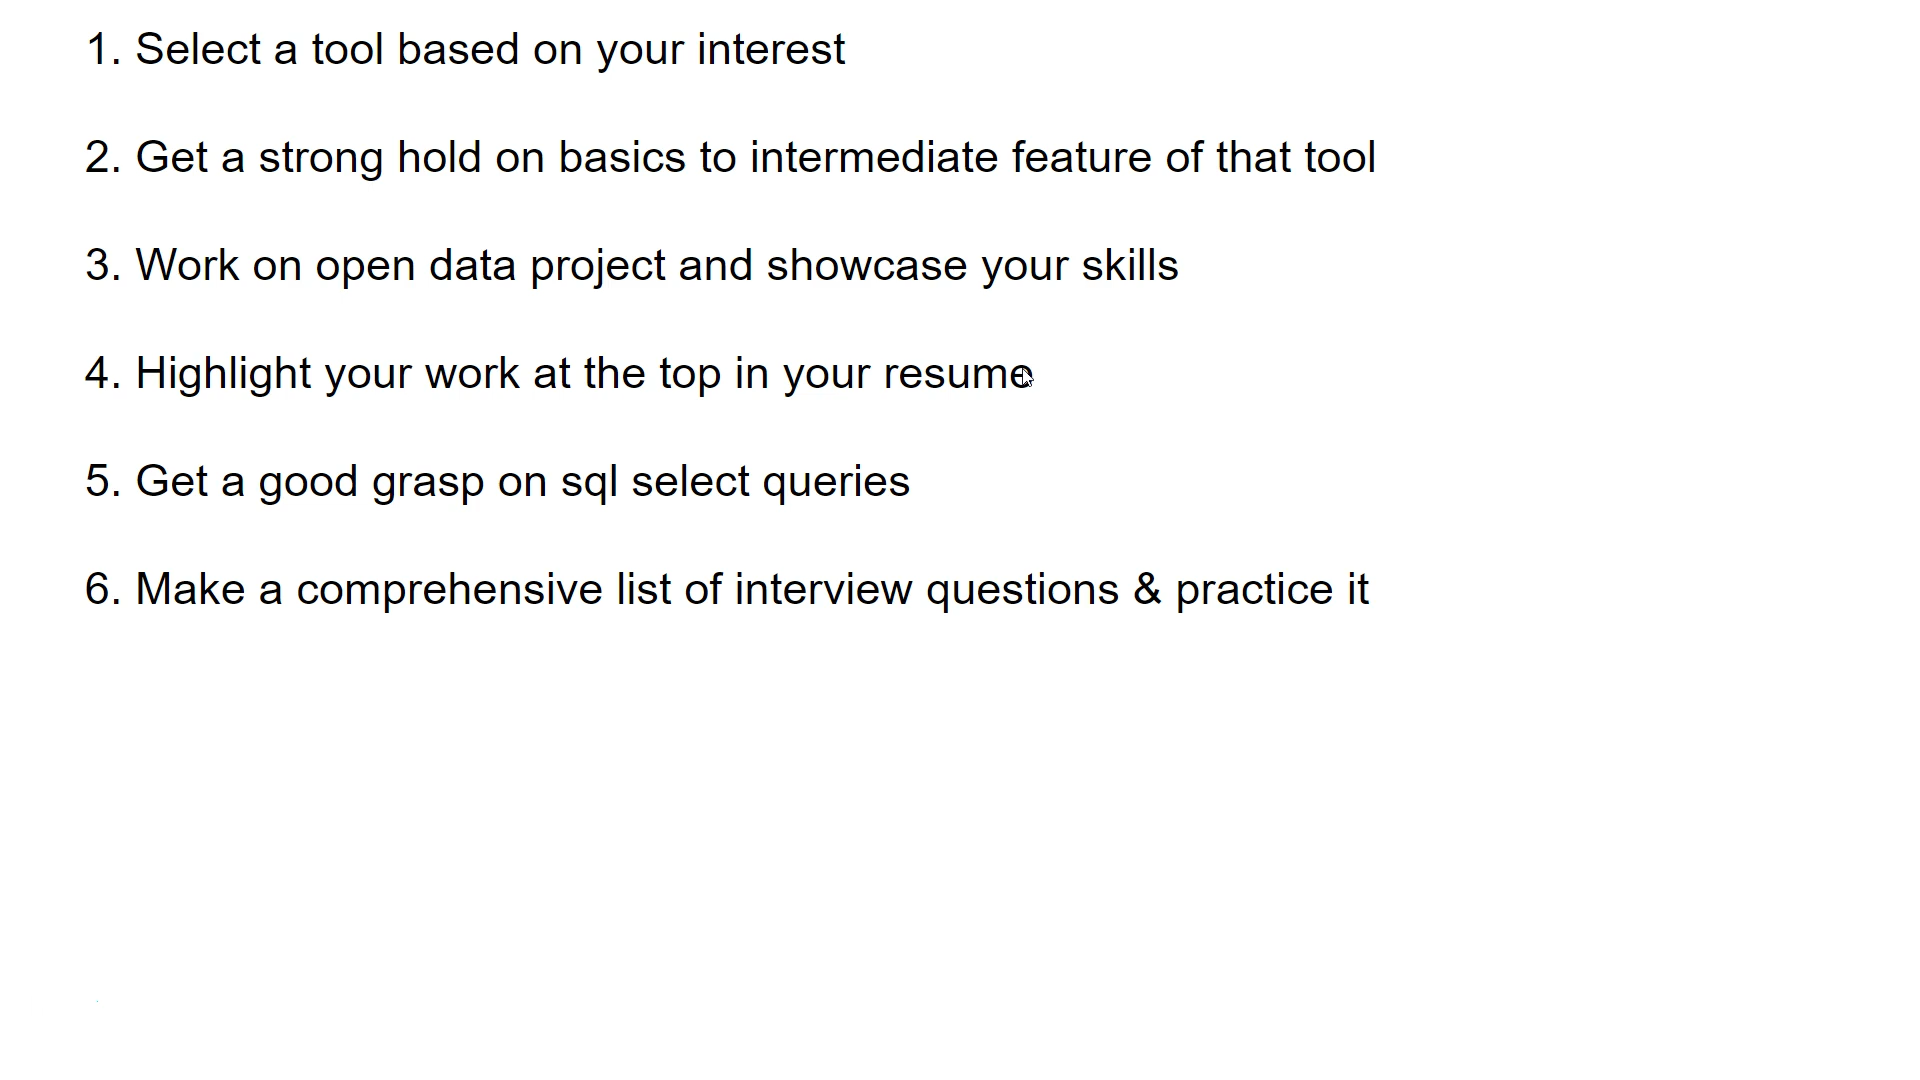 1. Select a tool based on your interest
2. Get a strong hold on basics to intermediate feature of that tool
3. Work on open data project and showcase your skills
4. Highlight your work at the top in your resume
5. Get a good grasp on sql select queries
6. Make a comprehensive list of interview questions & practice it